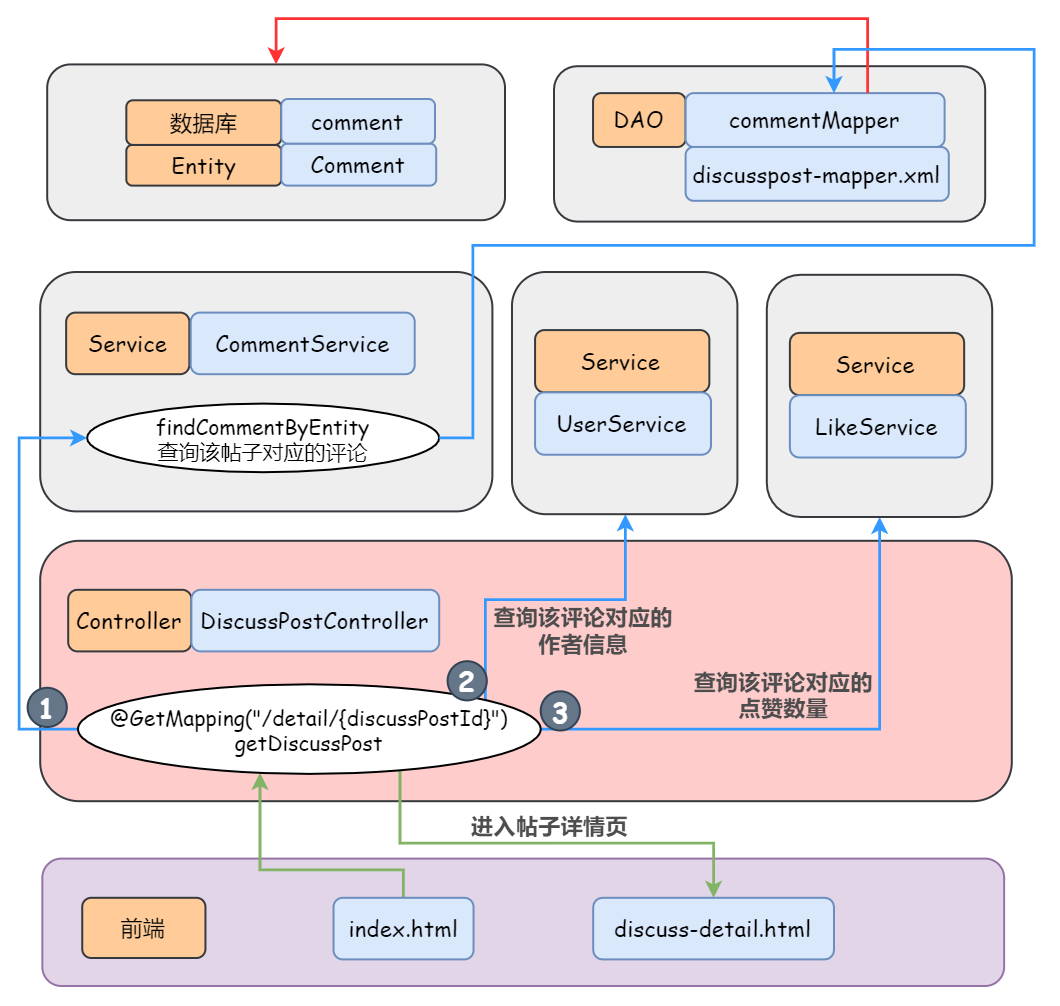 数据库
comment
Entity
Comment
DAO
commentMapper
discusspost-mapper.xml
Service
CommentService
findCommentByEntity
查询该帖子对应的评论
Service
UserService
Service
LikeService
Controller
DiscussPostController
查询该评论对应的
作者信息
查询该评论对应的
点赞数量
1
2
3
@GetMapping("/detail/{discussPostId}")
getDiscussPost
进入帖子详情页
前端
index.html
discuss-detail.html